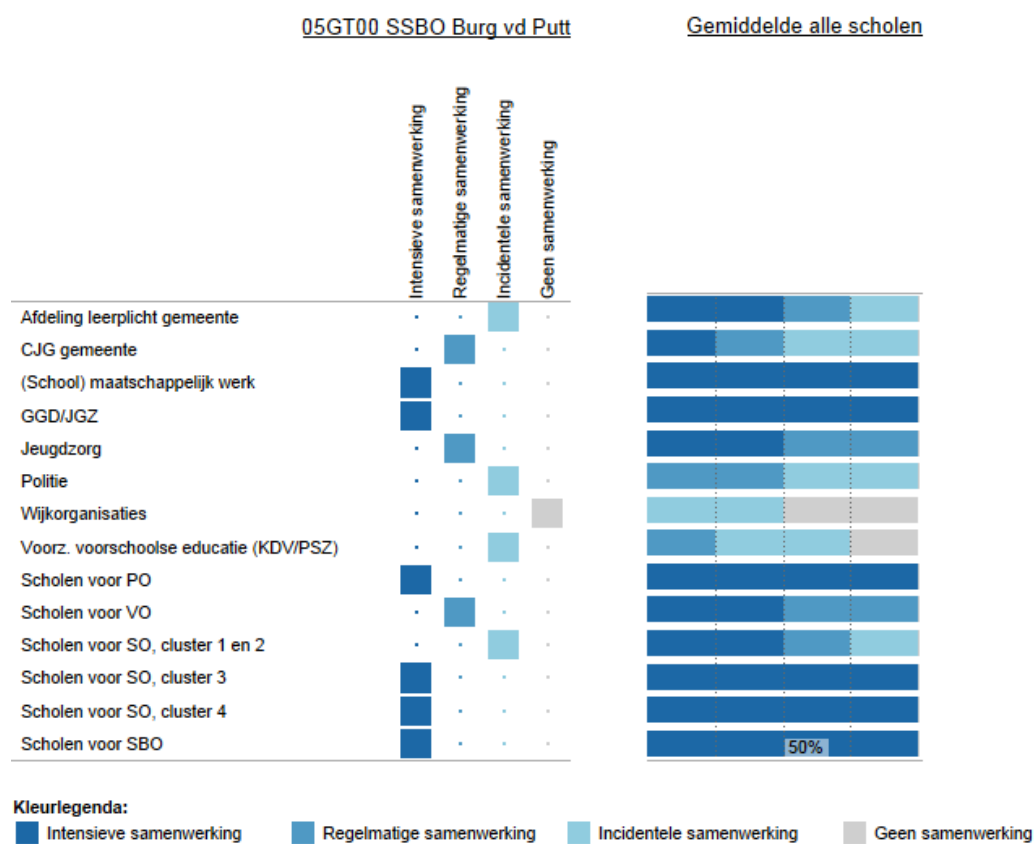 05GT00 SSBO Burg vd Putt
Gemiddelde alle scholen
Intensieve samenwerking
Regelmatige samenwerking
Incidentele samenwerking
Geen samenwerking
Afdeling leerplicht gemeente
CJG gemeente
(School) maatschappelijk werk
GGD/JGZ
Jeugdzorg
Politie
Wijkorganisaties
Voorz. voorschoolse educatie (KDV/PSZ)
Scholen voor PO
Scholen voor VO
Scholen voor SO, cluster 1 en 2
Scholen voor SO, cluster 3
Scholen voor SO, cluster 4
Scholen voor SBO
50%
Kleurlegenda:
Intensieve samenwerking
Regelmatige samenwerking
Incidentele samenwerking
Geen samenwerking